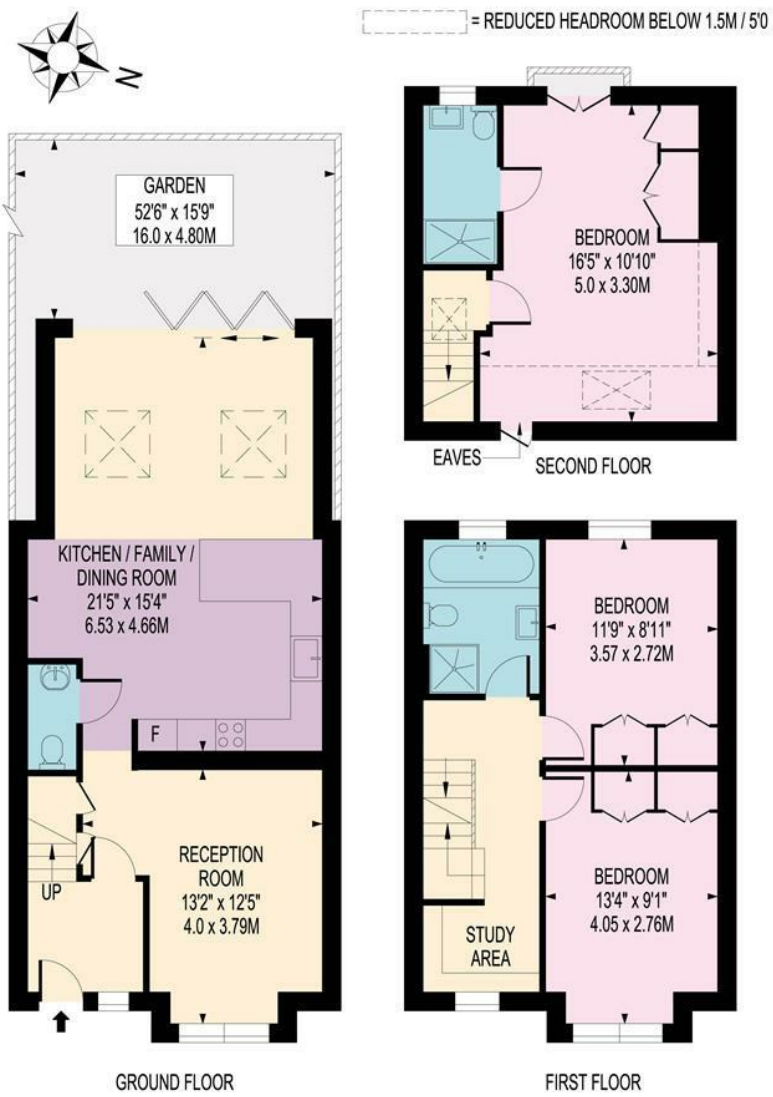 = REDUCED HEADROOM BELOW 1.5M / 5'0
N
GARDEN
52'6" x 15'9"
16.0 x 4.80M
KITCHEN / FAMILY /
DINING ROOM
21'5" x 15'4"
6.53 x 4.66M
F
RECEPTION
ROOM
13'2" x 12'5"
4.0 x 3.79M
UP
GROUND FLOOR
BEDROOM
16'5" x 10'10"
5.0 x 3.30M
EAVES
SECOND FLOOR
BEDROOM
11'9" x 8'11"
3.57 x 2.72M
BEDROOM
13'4" x 9'1"
4.05 x 2.76M
STUDY
AREA
FIRST FLOOR